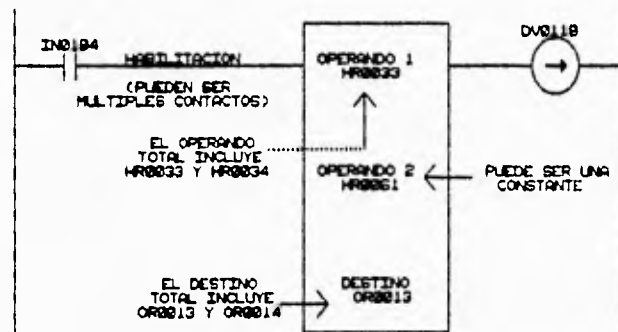 IN0184
HABILITACION
(PUEDEN SER
MULTIPLES CONTACTOS)
OPERANDO 1
HR0033
DV0118
EL OPERANDO
TOTAL INCLUYE
HR0033 Y HR0034
OPERANDO 2
HR0061
PUEDE SER UNA
CONSTANTE
EL DESTINO
TOTAL INCLUYE
OR0013 Y OR0014
DESTINO
OR0013